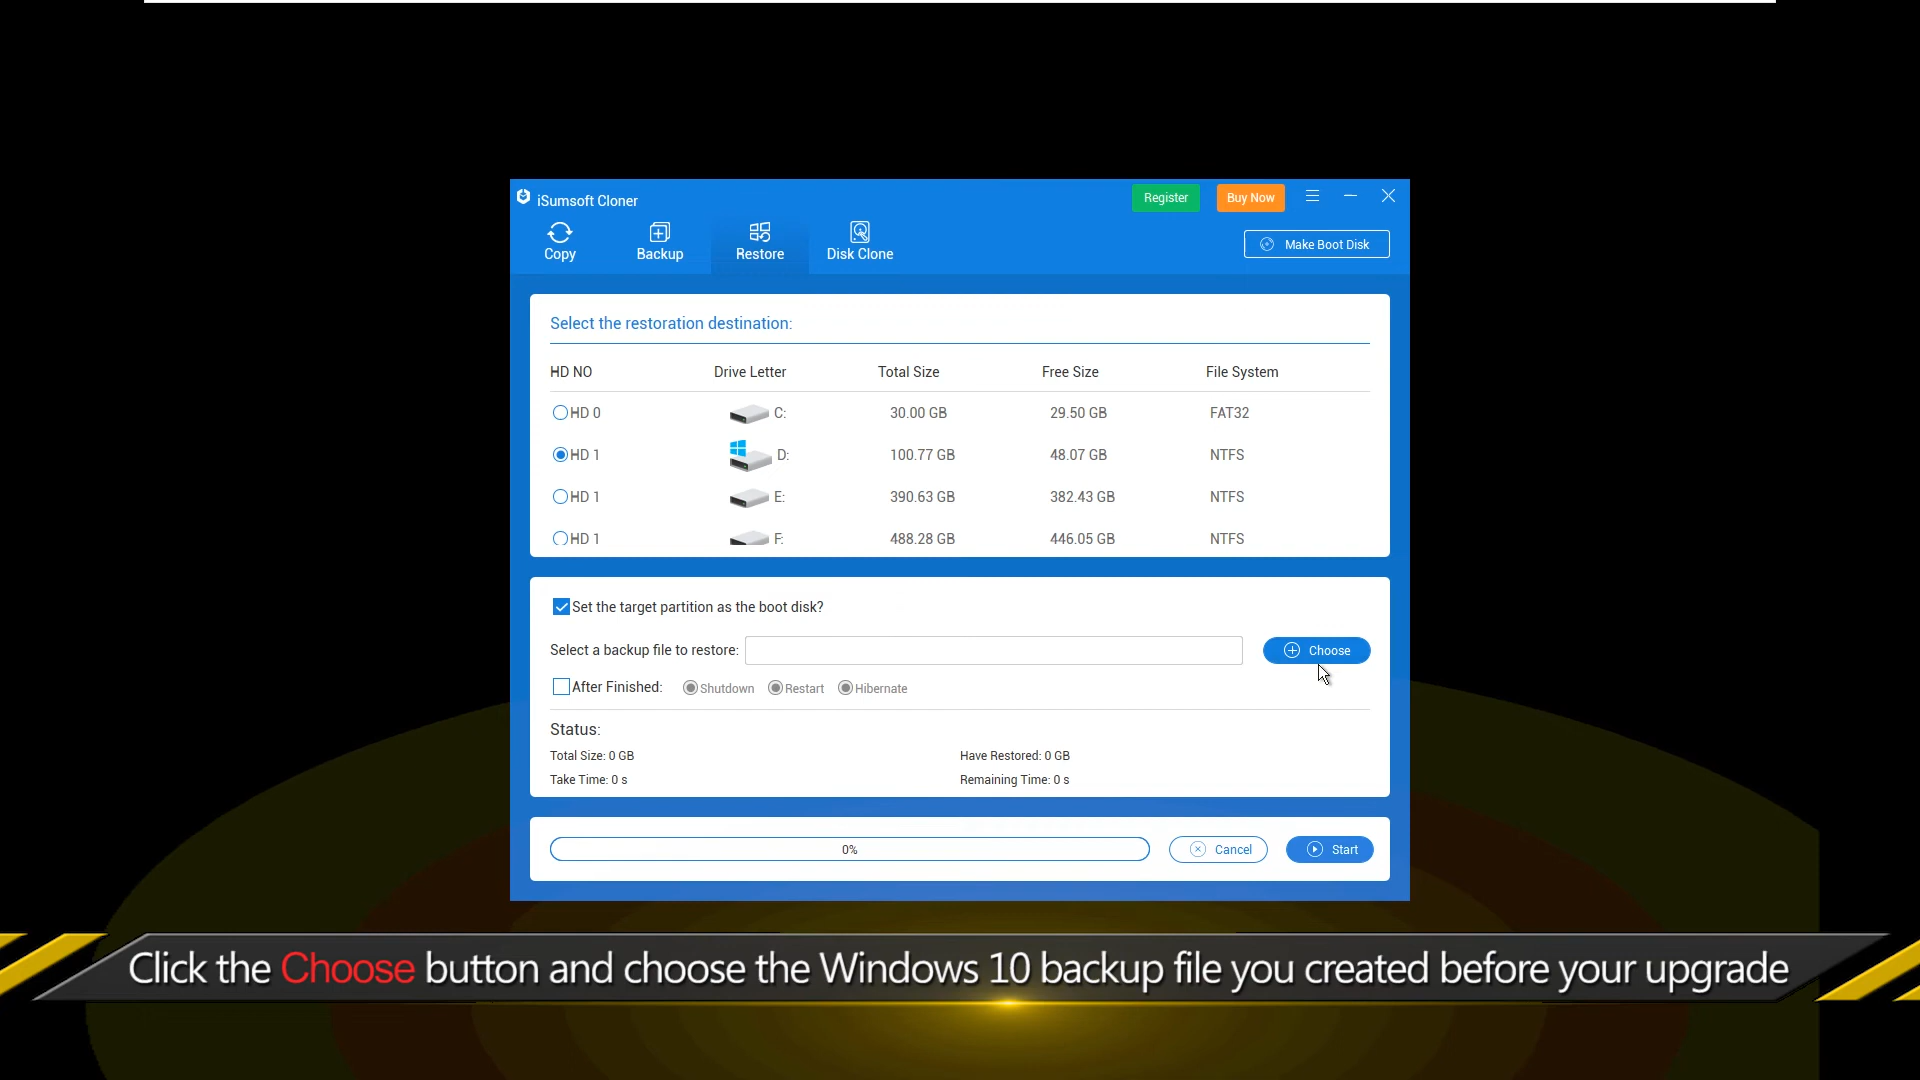 iSumsoft Cloner
Register
Buy Now
Copy
Backup
Restore
Disk Clone
Make Boot Disk
Select the restoration destination:
HD NO Drive Letter Total Size Free Size File System
HD 0 C: 30.00 GB 29.50 GB FAT32
HD 1 D: 100.77 GB 48.07 GB NTFS
HD 1 E: 390.63 GB 382.43 GB NTFS
HD 1 F: 488.28 GB 446.05 GB NTFS
Set the target partition as the boot disk?
Select a backup file to restore:
Choose
After Finished: Shutdown Restart Hibernate
Status:
Total Size: 0 GB Have Restored: 0 GB
Take Time: 0 s Remaining Time: 0 s
0% Cancel Start
Click the Choose button and choose the Windows 10 backup file you created before your upgrade